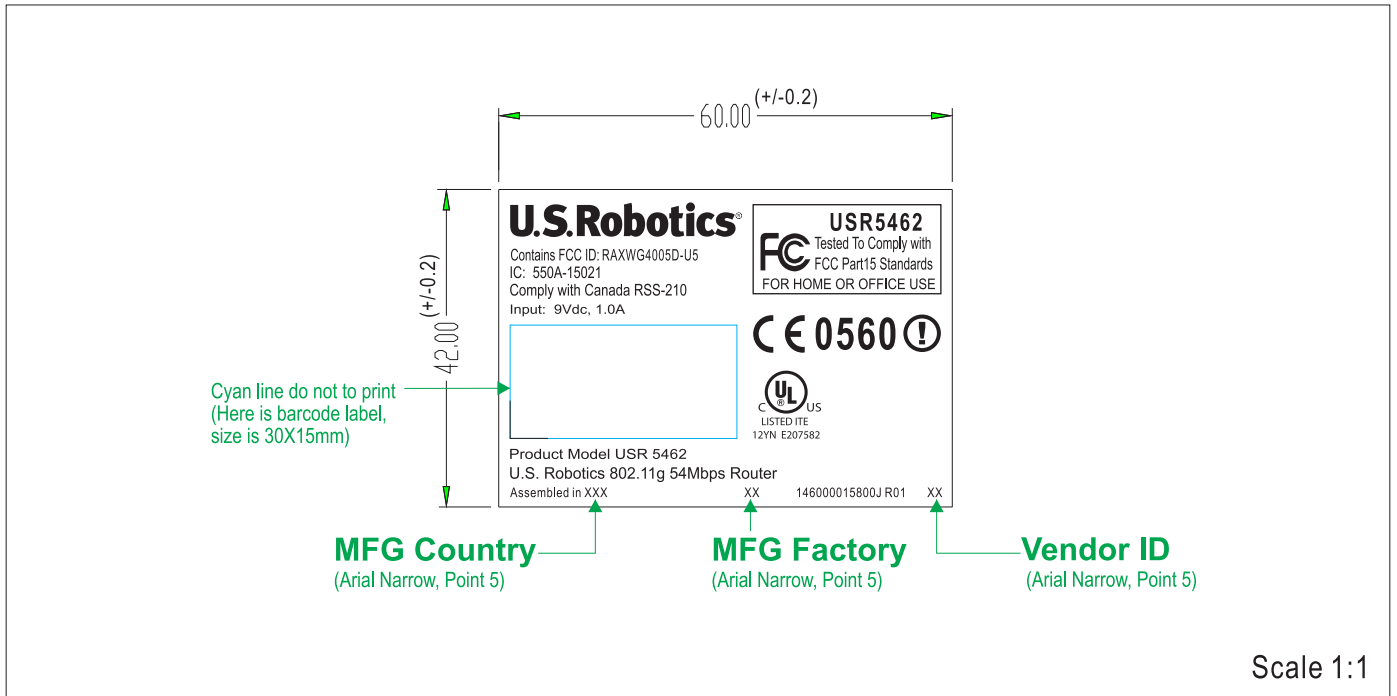 60.00 (+/-0.2)
42.00 (+/-0.2)
U.S.Robotics®
Contains FCC ID: RAXWG4005D-U5
IC: 550A-15021
Comply with Canada RSS-210
Input: 9Vdc, 1.0A
USR5462
FC Tested To Comply with
FCC Part15 Standards
FOR HOME OR OFFICE USE
CE 0560 !
Cyan line do not to print
(Here is barcode label,
size is 30X15mm)
UL ®
C US
LISTED ITE
12YN E207582
Product Model USR 5462
U.S. Robotics 802.11g 54Mbps Router
Assembled in XXX XX 146000015800J R01 XX
MFG Country
(Arial Narrow, Point 5)
MFG Factory
(Arial Narrow, Point 5)
Vendor ID
(Arial Narrow, Point 5)
Scale 1:1